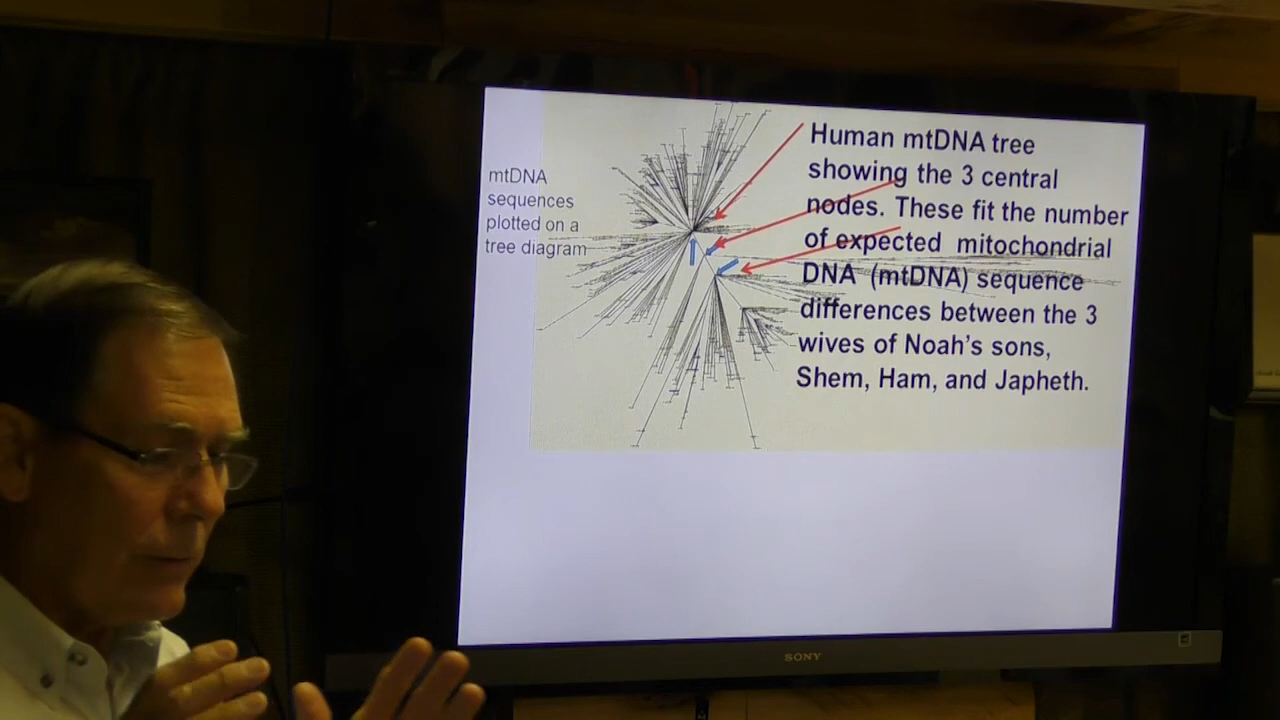 mtDNA
sequences
plotted on a
tree diagram
Human mtDNA tree
showing the 3 central
nodes. These fit the number
of expected mitochondrial
DNA (mtDNA) sequence
differences between the 3
wives of Noah's sons,
Shem, Ham, and Japheth.
SONY